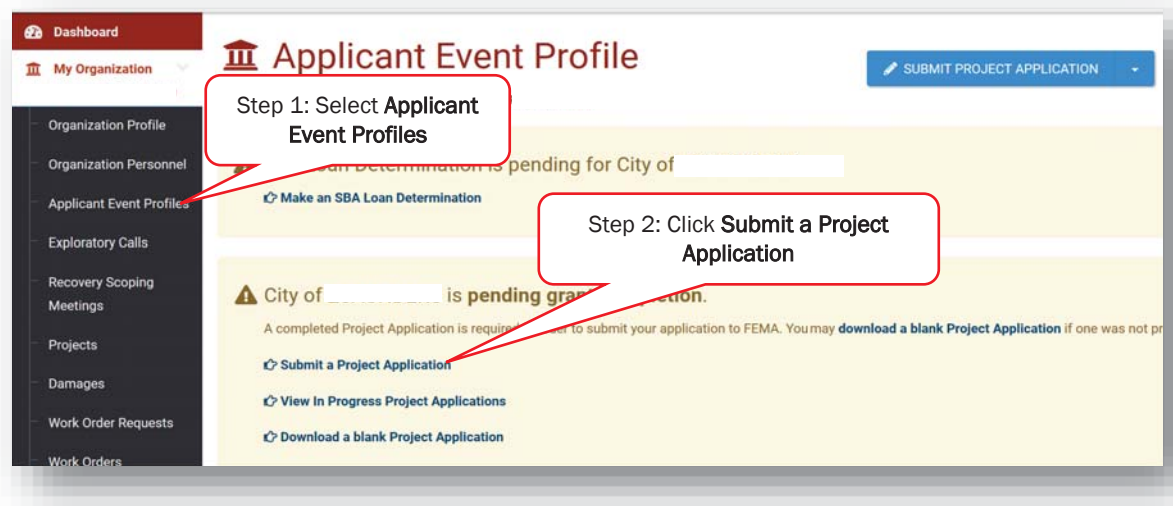 Dashboard
My Organization
Organization Profile
Organization Personnel
Applicant Event Profiles
Exploratory Calls
Recovery Scoping
Meetings
Projects
Damages
Work Order Requests
Work Orders
Applicant Event Profile
SUBMIT PROJECT APPLICATION
Step 1: Select Applicant
Event Profiles
Determination is pending for City of
Make an SBA Loan Determination
Step 2: Click Submit a Project
Application
City of is pending
A completed Project Application is required to submit your application to FEMA. You may download a blank Project Application if one was not
Submit a Project Application
View In Progress Project Applications
Download a blank Project Application